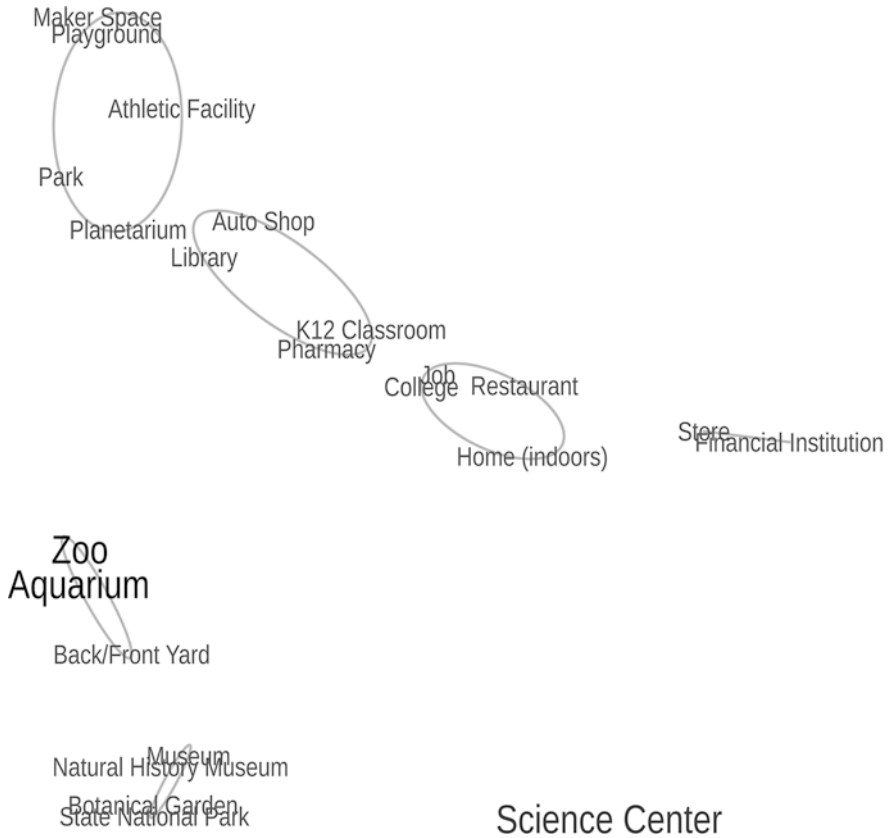 Maker Space
Playground
Athletic Facility
Park
Planetarium
Auto Shop
Library
K12 Classroom
Pharmacy
Job
College
Restaurant
Home (indoors)
Store
Financial Institution
Zoo
Aquarium
Back/Front Yard
Museum
Natural History Museum
Botanical Garden
State National Park
Science Center